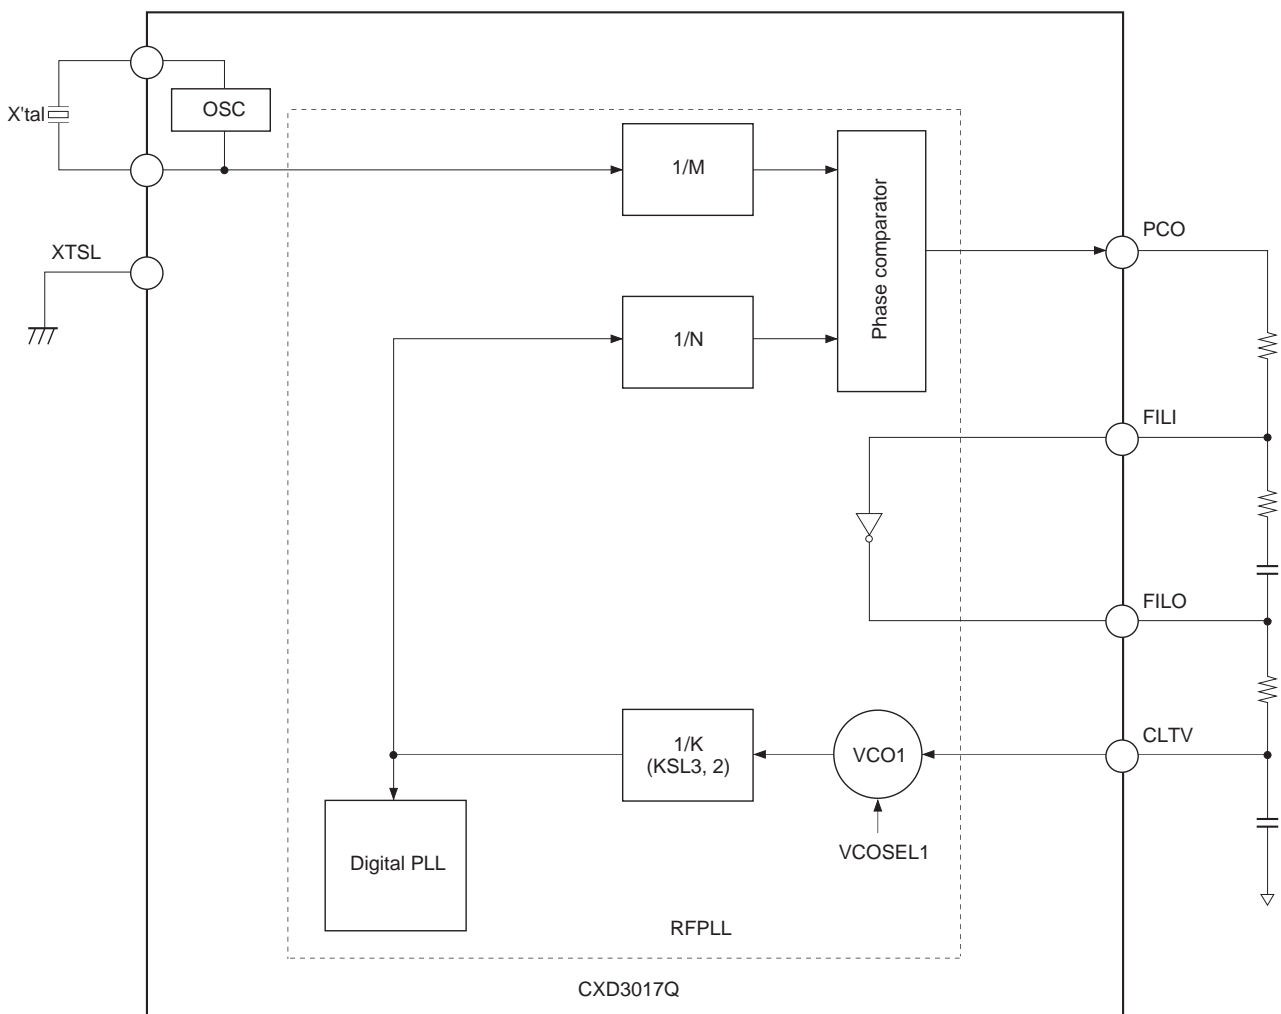 OSC
X'tal
1/M
Phase comparator
PCO
XTSL
1/N
FILI
FILO
CLTV
1/K
(KSL3, 2)
VCO1
VCOSEL1
Digital PLL
RFPLL
CXD3017Q